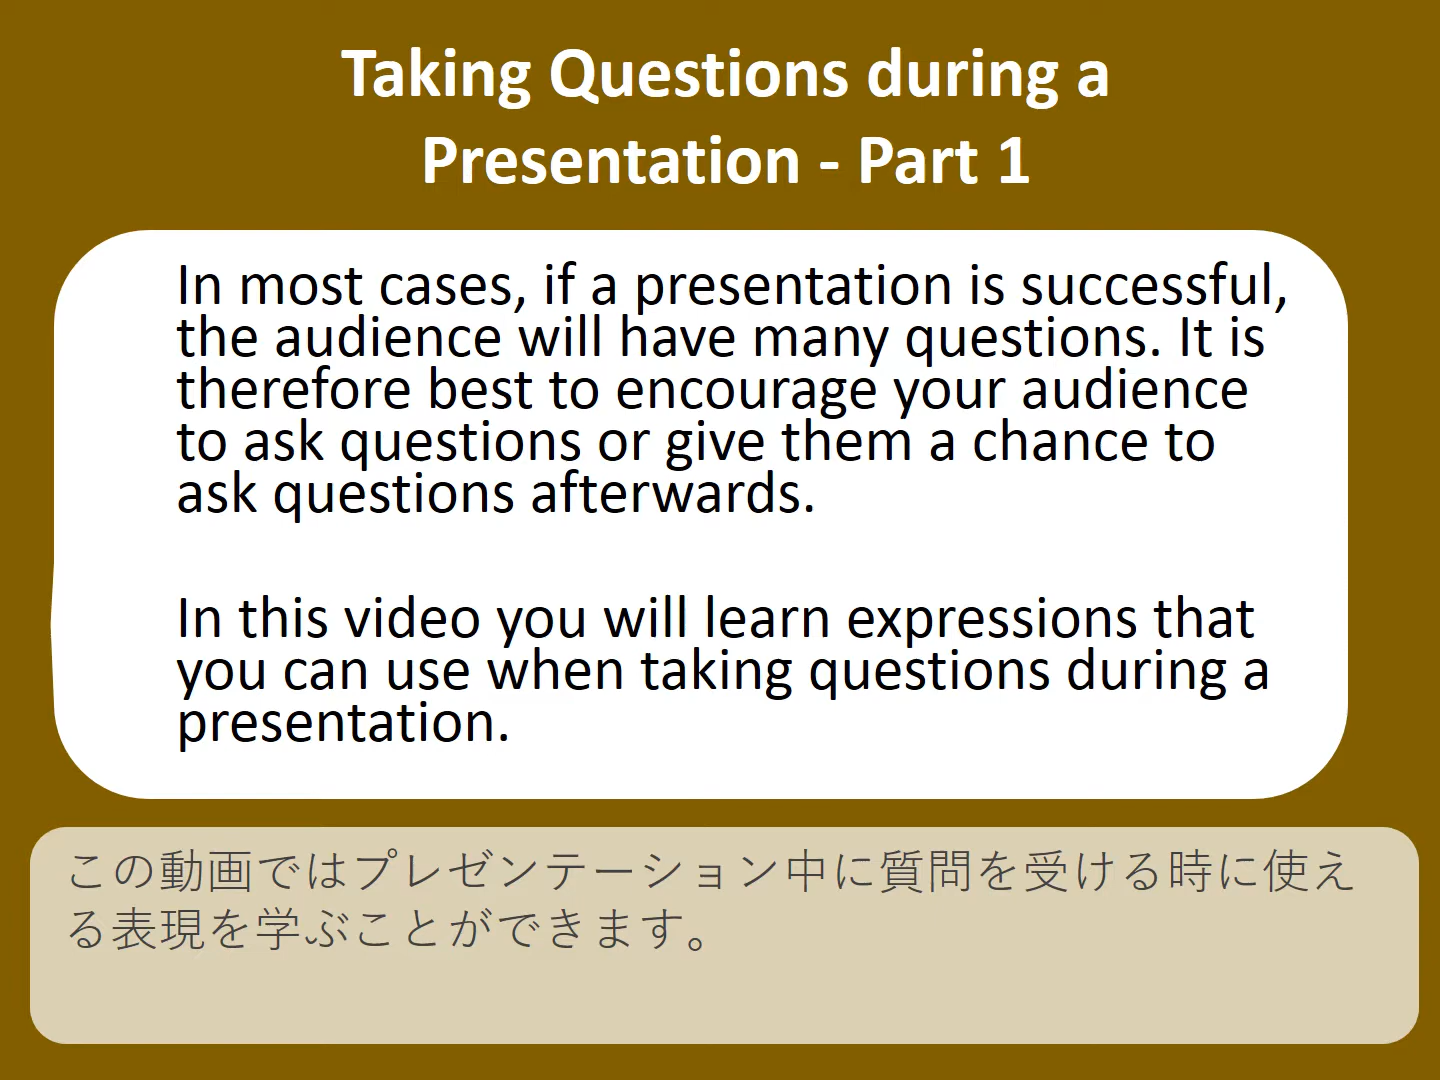 Taking Questions during a
Presentation - Part 1
In most cases, if a presentation is successful,
the audience will have many questions. It is
therefore best to encourage your audience
to ask questions or give them a chance to
ask questions afterwards.
In this video you will learn expressions that
you can use when taking questions during a
presentation.
この動画ではプレゼンテーション中に質問を受ける時に使え
る表現を学ぶことができます。